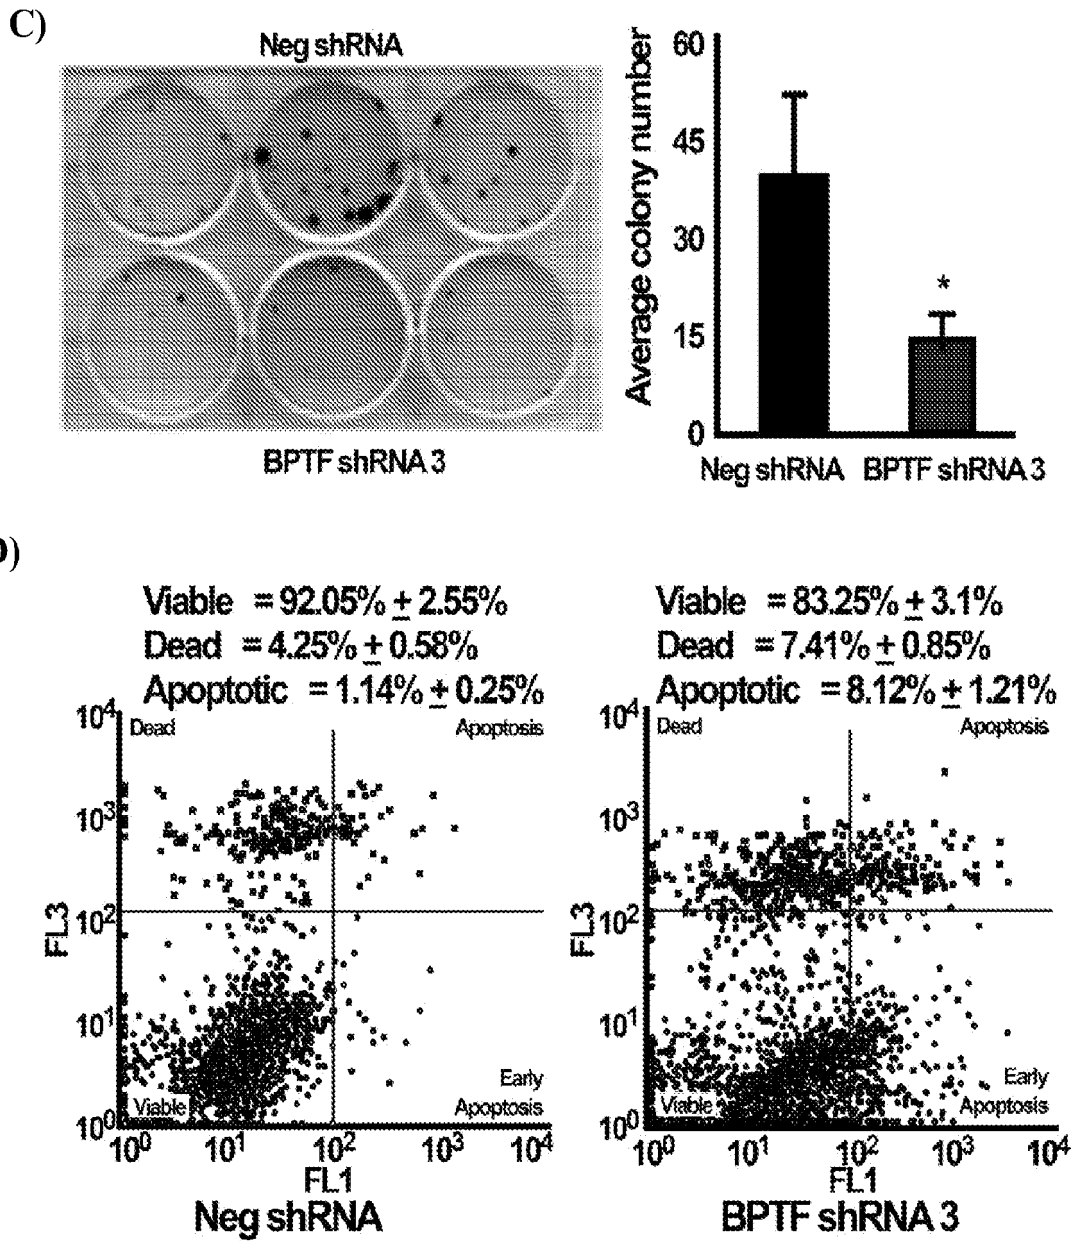 C)
Neg shRNA
BPTF shRNA 3
Average colony number
60
45
30
15
0
*
Neg shRNA BPTF shRNA 3
)
Viable = 92.05% ± 2.55%
Dead = 4.25% ± 0.58%
Apoptotic = 1.14% ± 0.25%
10⁴
10³
10²
10¹
10⁰
FL3
Dead
Apoptosis
Viable
Early
Apoptosis
10⁰ 10¹ 10² 10³ 10⁴
FL1
Neg shRNA
Viable = 83.25% ± 3.1%
Dead = 7.41% ± 0.85%
Apoptotic = 8.12% ± 1.21%
10⁴
10³
10²
10¹
10⁰
FL3
Dead
Apoptosis
Viable
Early
Apoptosis
10⁰ 10¹ 10² 10³ 10⁴
FL1
BPTF shRNA 3